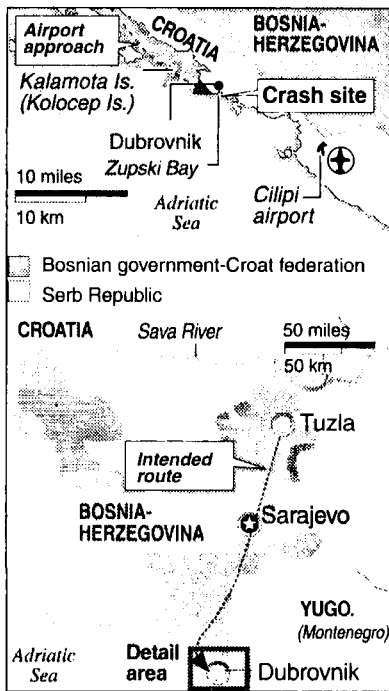 BOSNIA-
HERZEGOVINA
CROATIA
Airport
approach
Kalamota Is.
(Kolocep Is.)
Crash site
Dubrovnik
Zupski Bay
10 miles
10 km
Adriatic
Sea
Cilipi
airport
Bosnian government-Croat federation
Serb Republic
CROATIA
Sava River
50 miles
50 km
Tuzla
Intended
route
BOSNIA-
HERZEGOVINA
Sarajevo
YUGO.
(Montenegro)
Adriatic
Sea
Detail
area
Dubrovnik